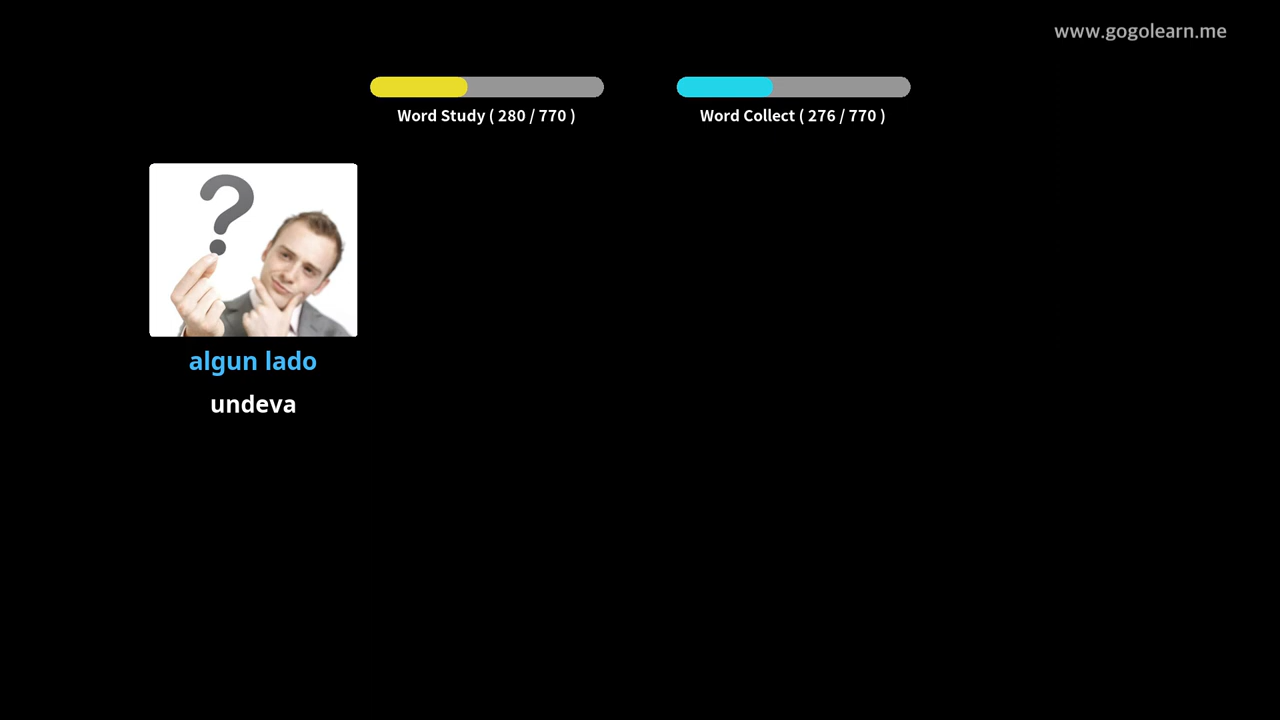 www.gogolearn.me
Word Study ( 280 / 770 )
Word Collect ( 276 / 770 )
?
algun lado
undeva